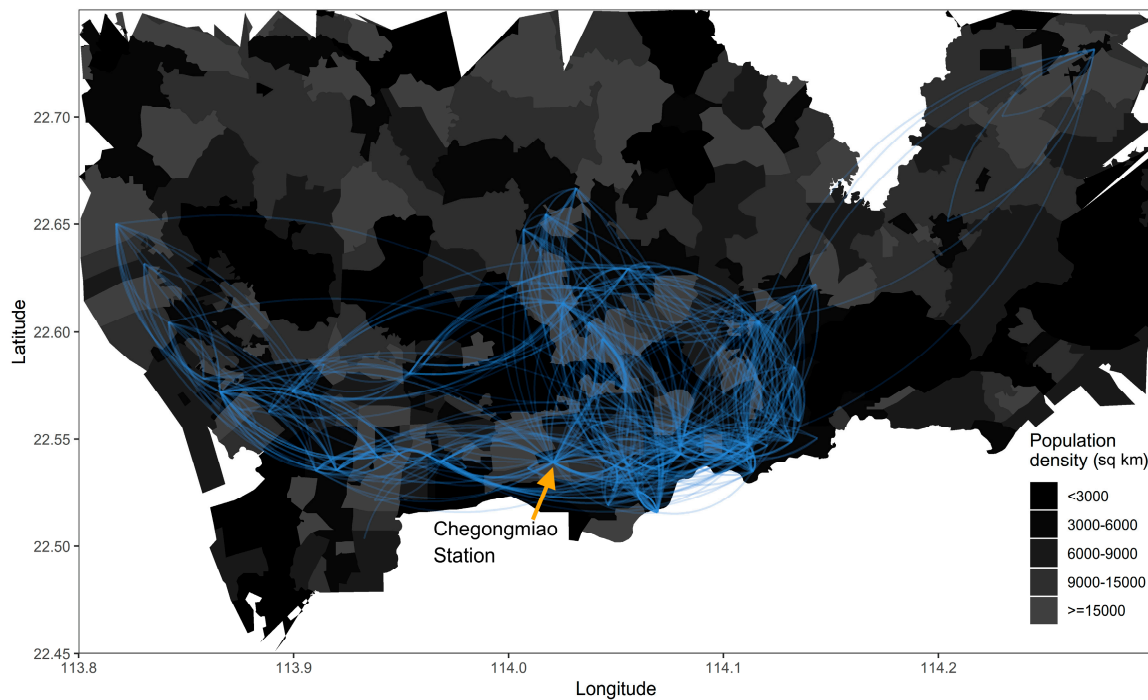 22.70
22.65
22.60
22.55
22.50
22.45
Latitude
113.8
113.9
114.0
114.1
114.2
Longitude
Chegongmiao
Station
Population
density (sq km)
<3000
3000-6000
6000-9000
9000-15000
>=15000